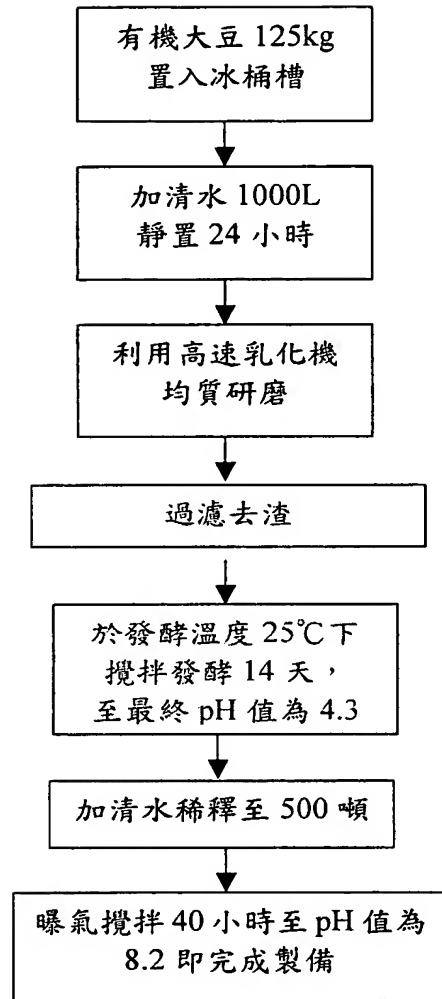 有機大豆 125kg
置入冰桶槽
加清水 1000L
靜置 24 小時
利用高速乳化機
均質研磨
過濾去渣
於發酵溫度 25℃下
攪拌發酵 14 天，
至最終 pH 值為 4.3
加清水稀釋至 500 噸
曝氣攪拌 40 小時至 pH 值為
8.2 即完成製備